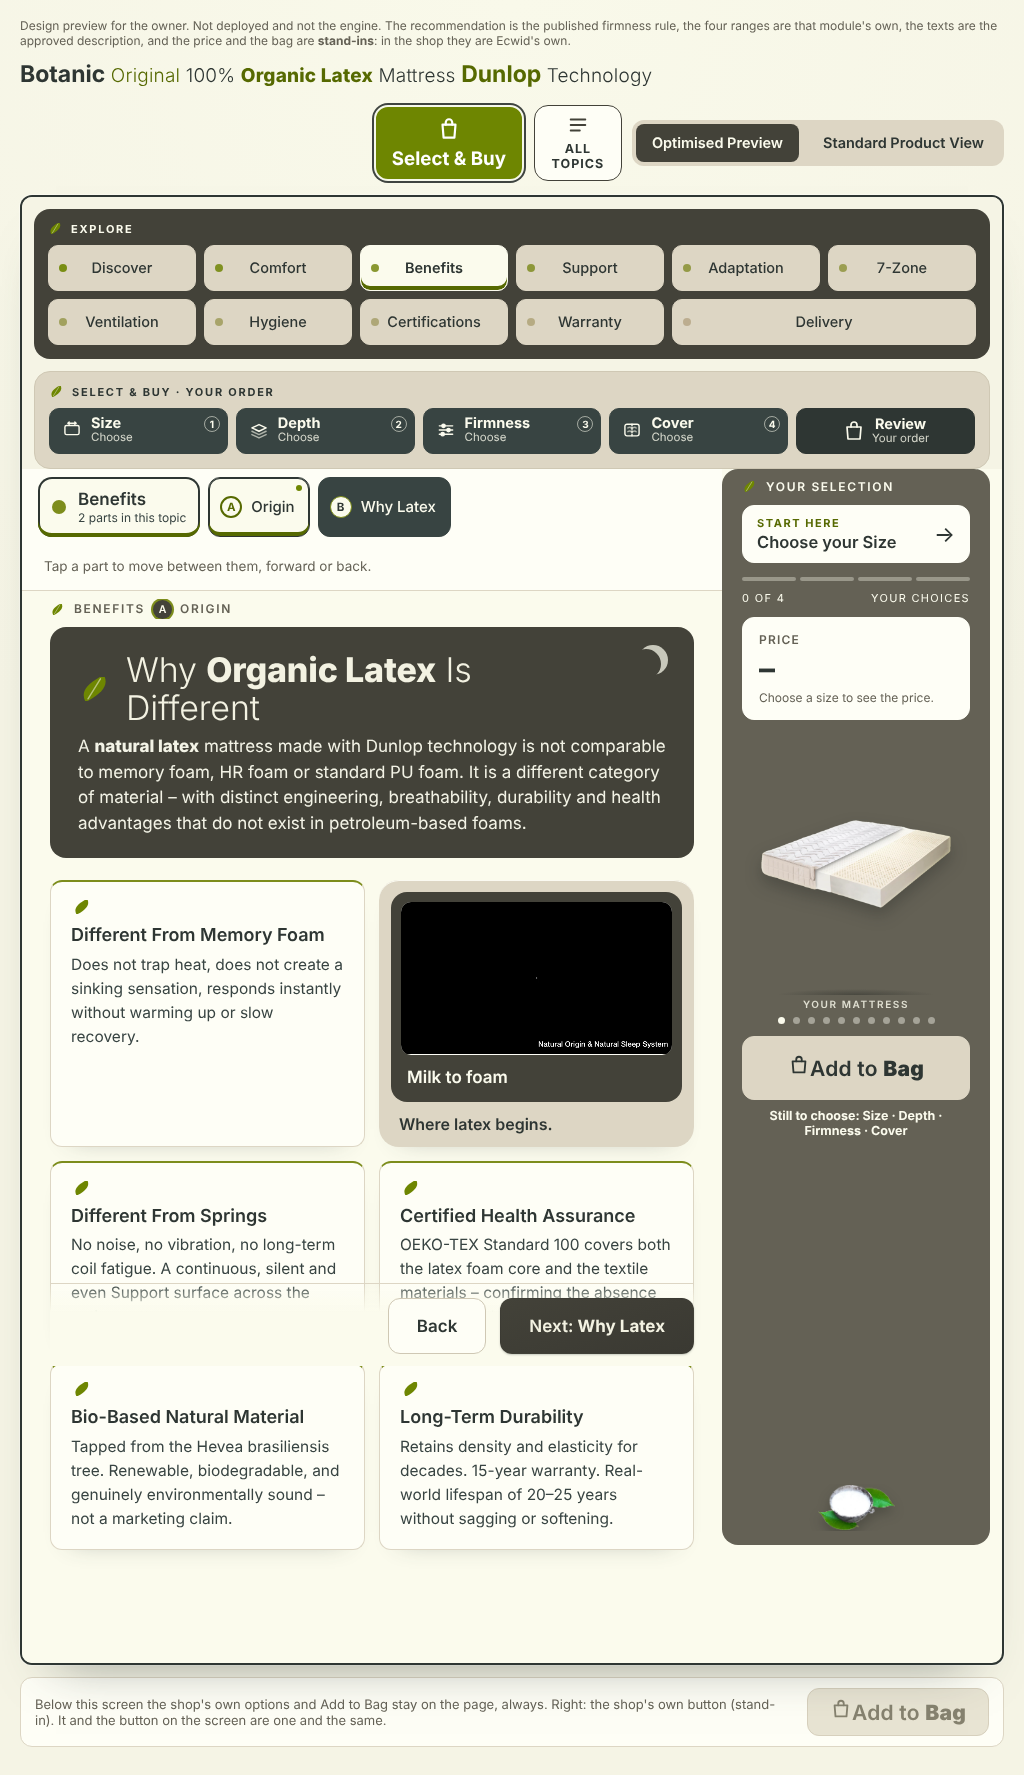 Design preview for the owner. Not deployed and not the engine. The recommendation is the published firmness rule, the four ranges are that module's own, the texts are the
approved description, and the price and the bag are stand-ins: in the shop they are Ecwid's own.
Botanic Original 100% Organic Latex Mattress Dunlop Technology
Select & Buy
ALL
TOPICS
Optimised Preview
Standard Product View
EXPLORE
Discover
Comfort
Benefits
Support
Adaptation
7-Zone
Ventilation
Hygiene
Certifications
Warranty
Delivery
SELECT & BUY · YOUR ORDER
Size
Choose
1
Depth
Choose
2
Firmness
Choose
3
Cover
Choose
4
Review
Your order
Benefits
2 parts in this topic
A Origin
B Why Latex
Tap a part to move between them, forward or back.
BENEFITS A ORIGIN
Why Organic Latex Is
Different
A natural latex mattress made with Dunlop technology is not comparable
to memory foam, HR foam or standard PU foam. It is a different category
of material – with distinct engineering, breathability, durability and health
advantages that do not exist in petroleum-based foams.
Different From Memory Foam
Does not trap heat, does not create a
sinking sensation, responds instantly
without warming up or slow
recovery.
Natural Origin & Natural Sleep System
Milk to foam
Where latex begins.
Different From Springs
No noise, no vibration, no long-term
coil fatigue. A continuous, silent and
even Support surface across the
Certified Health Assurance
OEKO-TEX Standard 100 covers both
the latex foam core and the textile
materials – confirming the absence
Back
Next: Why Latex
Bio-Based Natural Material
Tapped from the Hevea brasiliensis
tree. Renewable, biodegradable, and
genuinely environmentally sound –
not a marketing claim.
Long-Term Durability
Retains density and elasticity for
decades. 15-year warranty. Real-
world lifespan of 20–25 years
without sagging or softening.
YOUR SELECTION
START HERE
Choose your Size
0 OF 4
YOUR CHOICES
PRICE
–
Choose a size to see the price.
YOUR MATTRESS
Add to Bag
Still to choose: Size · Depth ·
Firmness · Cover
Below this screen the shop's own options and Add to Bag stay on the page, always. Right: the shop's own button (stand-
in). It and the button on the screen are one and the same.
Add to Bag